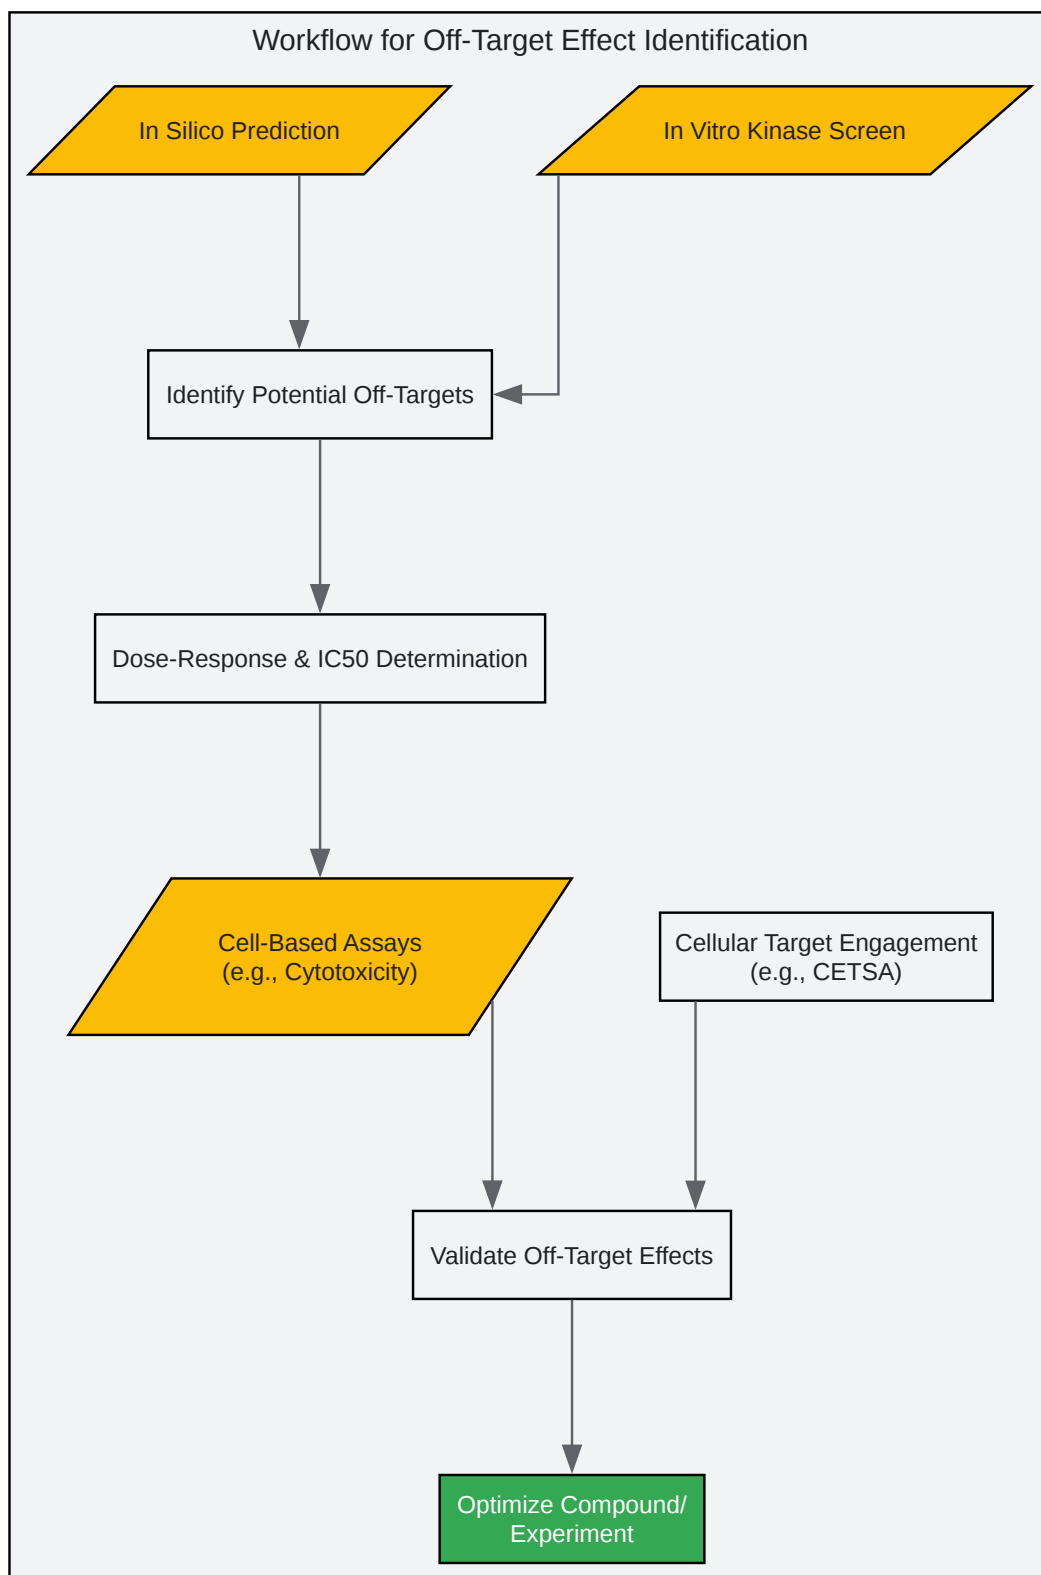 Workflow for Off-Target Effect Identification
In Silico Prediction
In Vitro Kinase Screen
Identify Potential Off-Targets
Dose-Response & IC50 Determination
Cell-Based Assays
(e.g., Cytotoxicity)
Cellular Target Engagement
(e.g., CETSA)
Validate Off-Target Effects
Optimize Compound/
Experiment